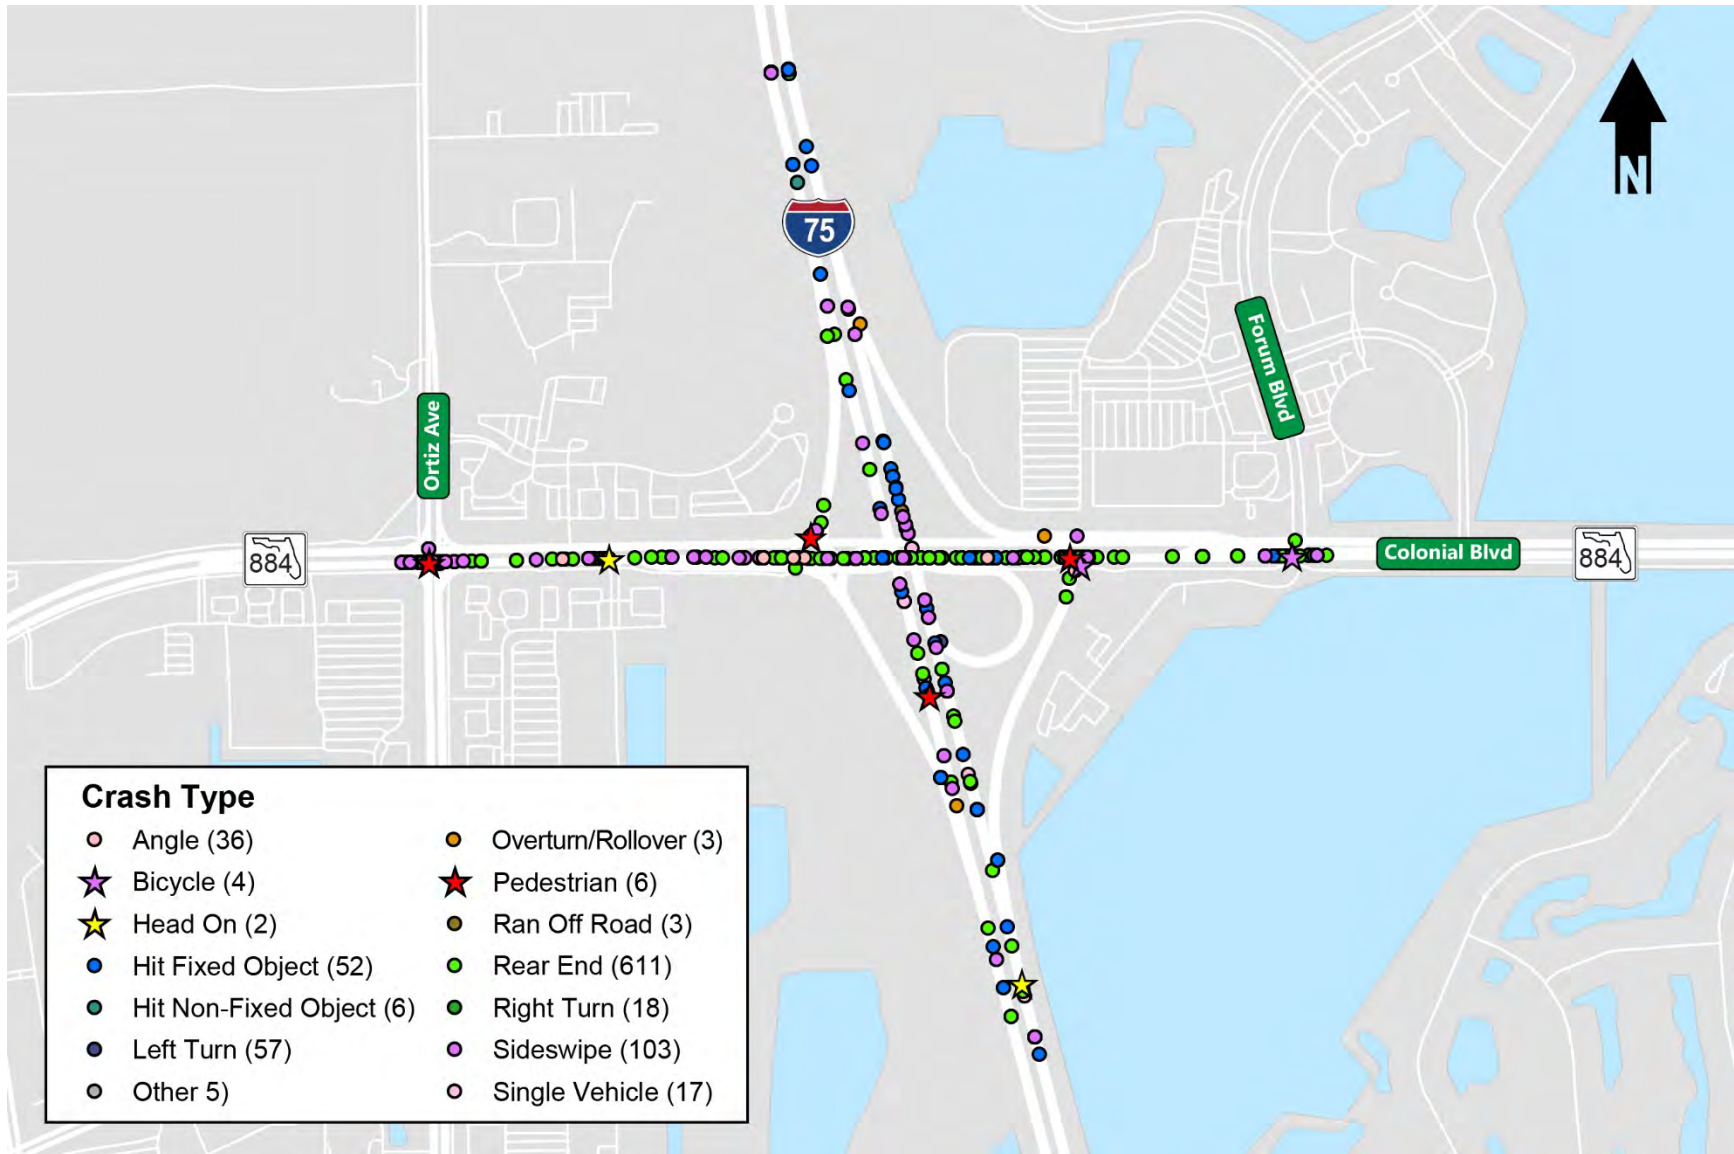 N
75
Forum Blvd
Ortiz Ave
884
Colonial Blvd
884
Crash Type
Angle (36)
Bicycle (4)
Head On (2)
Hit Fixed Object (52)
Hit Non-Fixed Object (6)
Left Turn (57)
Other 5)
Overturn/Rollover (3)
Pedestrian (6)
Ran Off Road (3)
Rear End (611)
Right Turn (18)
Sideswipe (103)
Single Vehicle (17)